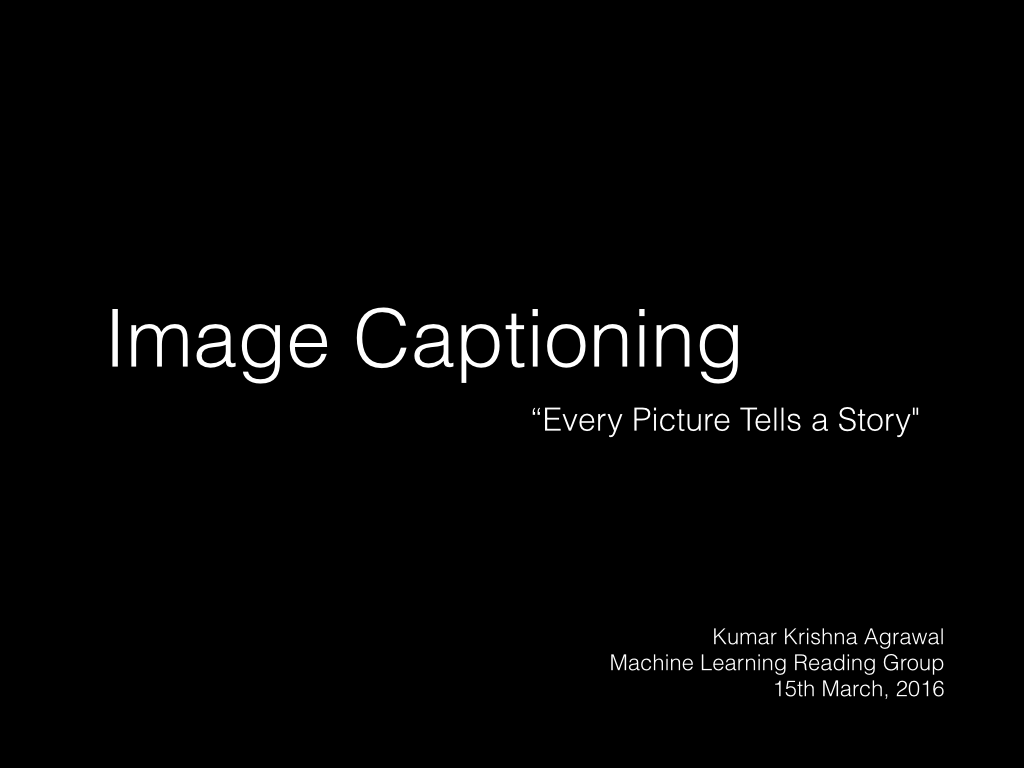 Image Captioning
“Every Picture Tells a Story"
Kumar Krishna Agrawal
Machine Learning Reading Group
15th March, 2016